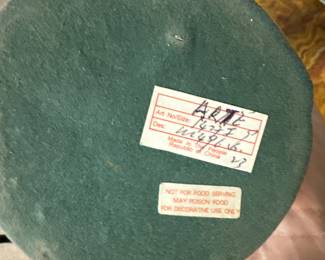 ARTE
Art No/Size:
Des:
Made in The People's
Republic of China
23
NOT FOR FOOD SERVING
MAY POISON FOOD
FOR DECORATIVE USE ONLY